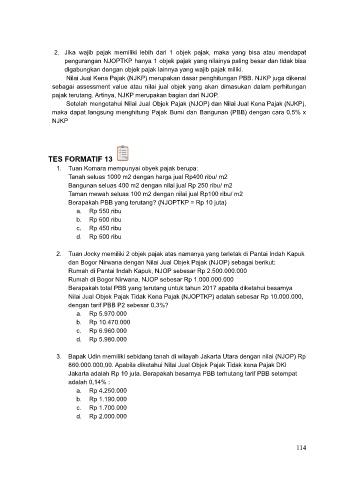 2. Jika wajib pajak memiliki lebih dari 1 objek pajak, maka yang bisa atau mendapat
pengurangan NJOPTKP hanya 1 objek pajak yang nilainya paling besar dan tidak bisa
digabungkan dengan objek pajak lainnya yang wajib pajak miliki.
Nilai Jual Kena Pajak (NJKP) merupakan dasar penghitungan PBB. NJKP juga dikenal
sebagai assessment value atau nilai jual objek yang akan dimasukan dalam perhitungan
pajak terutang. Artinya, NJKP merupakan bagian dari NJOP.
Setelah mengetahui Nilai Jual Objek Pajak (NJOP) dan Nilai Jual Kena Pajak (NJKP),
maka dapat langsung menghitung Pajak Bumi dan Bangunan (PBB) dengan cara 0,5% x
NJKP
TES FORMATIF 13
1. Tuan Komara mempunyai obyek pajak berupa:
Tanah seluas 1000 m2 dengan harga jual Rp400 ribu/ m2
Bangunan seluas 400 m2 dengan nilai jual Rp 250 ribu/ m2
Taman mewah seluas 100 m2 dengan nilai jual Rp100 ribu/ m2
Berapakah PBB yang terutang? (NJOPTKP = Rp 10 juta)
a. Rp 550 ribu
b. Rp 600 ribu
c. Rp 450 ribu
d. Rp 500 ribu
2. Tuan Jocky memiliki 2 objek pajak atas namanya yang terletak di Pantai Indah Kapuk
dan Bogor Nirwana dengan Nilai Jual Objek Pajak (NJOP) sebagai berikut:
Rumah di Pantai Indah Kapuk, NJOP sebesar Rp 2.500.000.000
Rumah di Bogor Nirwana, NJOP sebesar Rp 1.000.000.000
Berapakah total PBB yang terutang untuk tahun 2017 apabila diketahui besarnya
Nilai Jual Objek Pajak Tidak Kena Pajak (NJOPTKP) adalah sebesar Rp 10.000.000,
dengan tarif PBB P2 sebesar 0,3%?
a. Rp 5.970.000
b. Rp 10.470.000
c. Rp 6.960.000
d. Rp 5.980.000
3. Bapak Udin memiliki sebidang tanah di wilayah Jakarta Utara dengan nilai (NJOP) Rp
860.000.000,00. Apabila diketahui Nilai Jual Objek Pajak Tidak kena Pajak DKI
Jakarta adalah Rp 10 juta. Berapakah besarnya PBB terhutang tarif PBB setempat
adalah 0,14% :
a. Rp 4.250.000
b. Rp 1.190.000
c. Rp 1.700.000
d. Rp 2.000.000
114